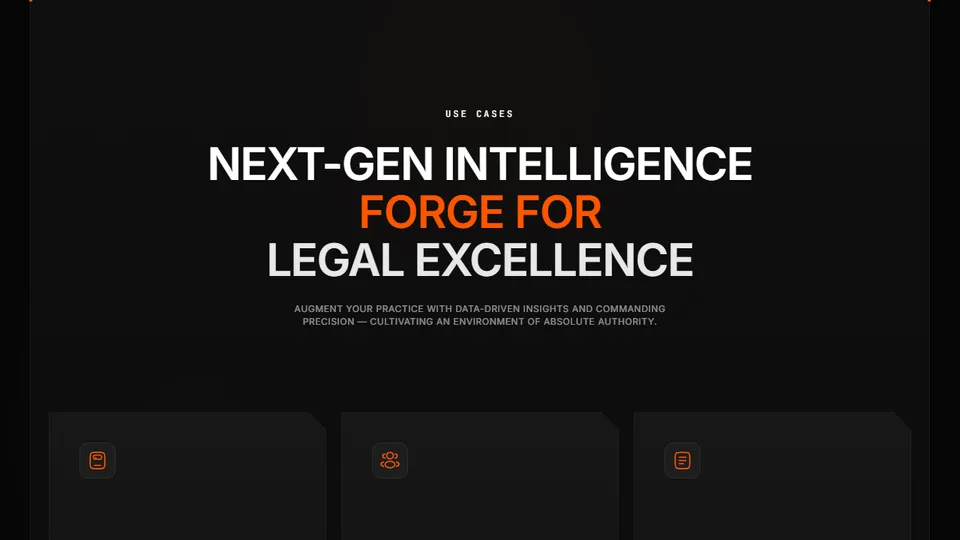 USE CASES
NEXT-GEN INTELLIGENCE
FORGE FOR
LEGAL EXCELLENCE
AUGMENT YOUR PRACTICE WITH DATA-DRIVEN INSIGHTS AND COMMANDING
PRECISION — CULTIVATING AN ENVIRONMENT OF ABSOLUTE AUTHORITY.